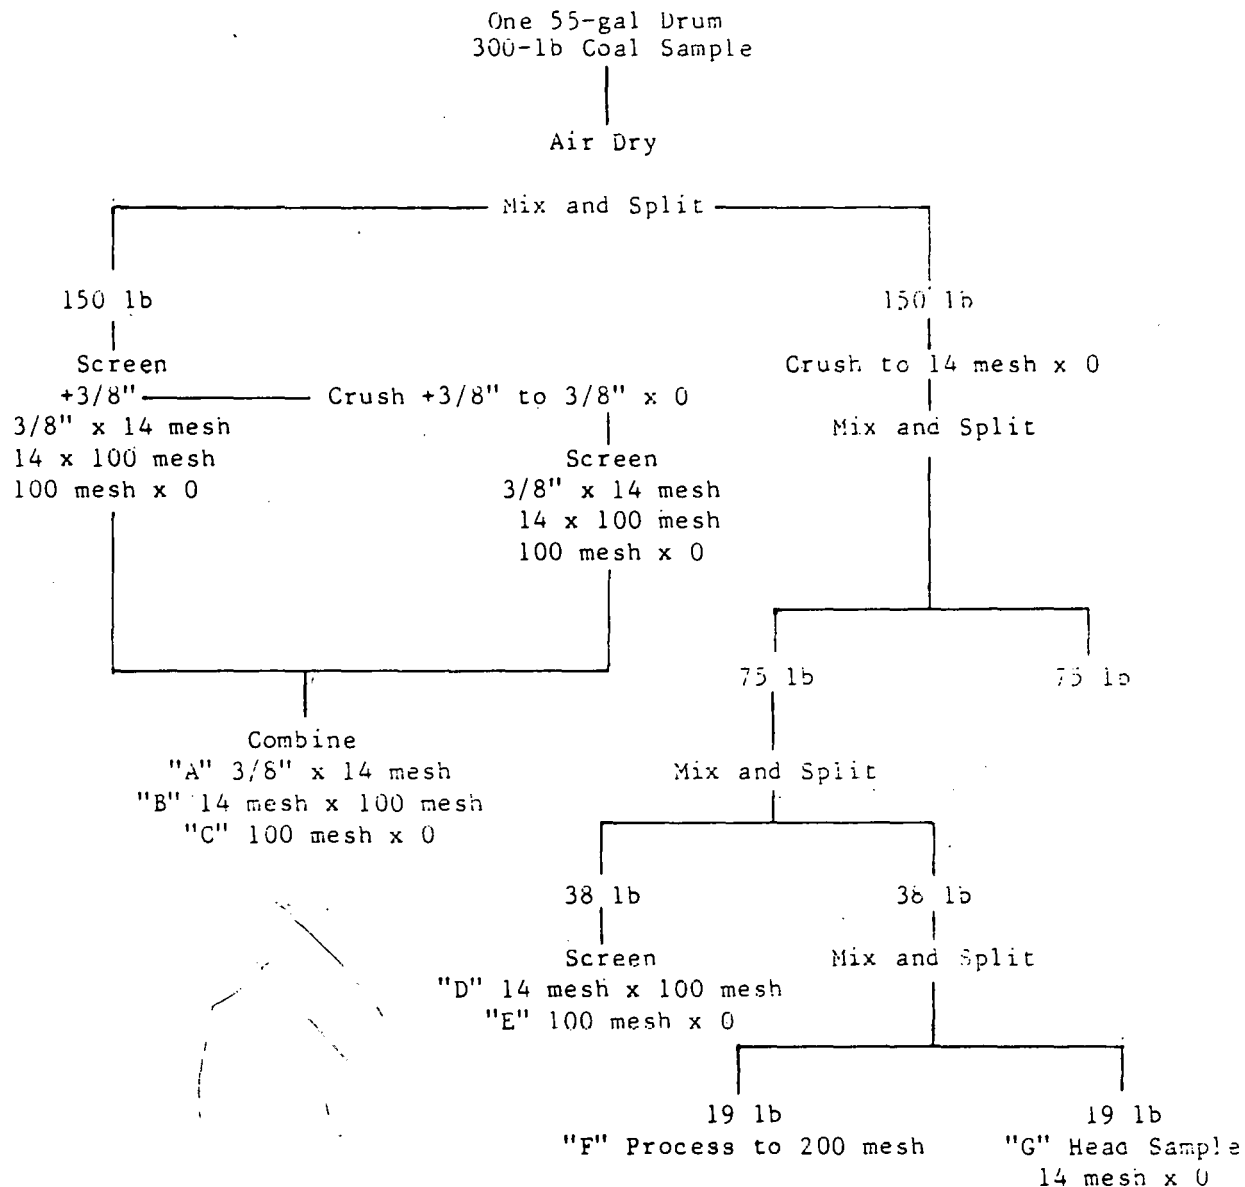 One 55-gal Drum
300-lb Coal Sample
Air Dry
Mix and Split
150 lb
150 lb
Screen
+3/8"
3/8" x 14 mesh
14 x 100 mesh
100 mesh x 0
Crush +3/8" to 3/8" x 0
Screen
3/8" x 14 mesh
14 x 100 mesh
100 mesh x 0
Crush to 14 mesh x 0
Mix and Split
75 lb
75 lb
Combine
"A" 3/8" x 14 mesh
"B" 14 mesh x 100 mesh
"C" 100 mesh x 0
Mix and Split
38 lb
38 lb
Screen
"D" 14 mesh x 100 mesh
"E" 100 mesh x 0
Mix and Split
19 lb
"F" Process to 200 mesh
19 lb
"G" Head Sample
14 mesh x 0